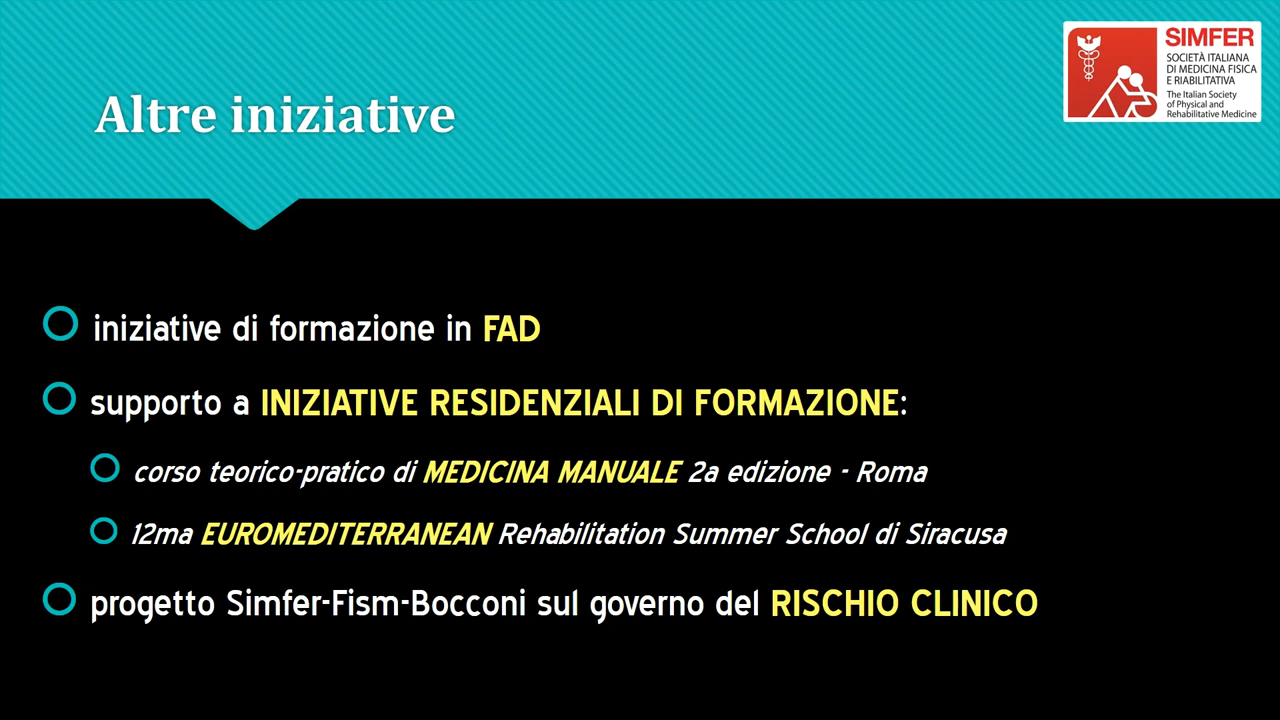 Altre iniziative
SIMFER
SOCIETÀ ITALIANA
DI MEDICINA FISICA
E RIABILITATIVA
The Italian Society
of Physical and
Rehabilitative Medicine
iniziative di formazione in FAD
supporto a INIZIATIVE RESIDENZIALI DI FORMAZIONE:
corso teorico-pratico di MEDICINA MANUALE 2a edizione - Roma
12ma EUROMEDITERRANEAN Rehabilitation Summer School di Siracusa
progetto Simfer-Fism-Bocconi sul governo del RISCHIO CLINICO